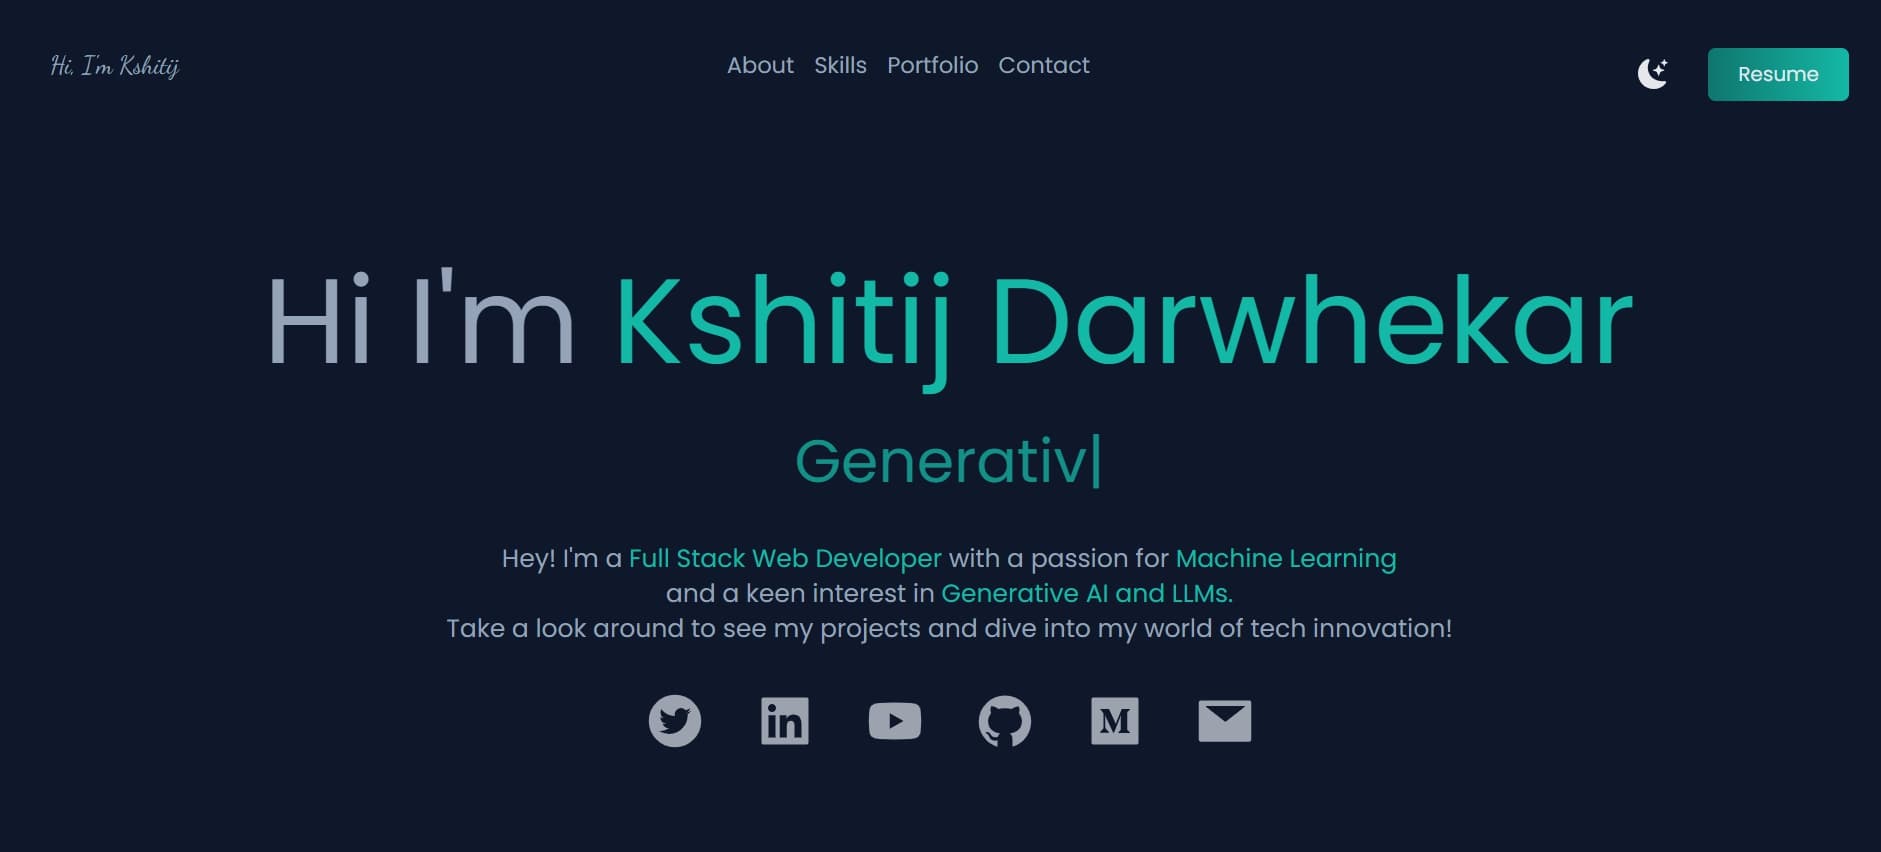 Hi, I'm Kshitij
About Skills Portfolio Contact
Resume
Hi I'm Kshitij Darwhekar
Generativ|
Hey! I'm a Full Stack Web Developer with a passion for Machine Learning
and a keen interest in Generative AI and LLMs.
Take a look around to see my projects and dive into my world of tech innovation!
in
M